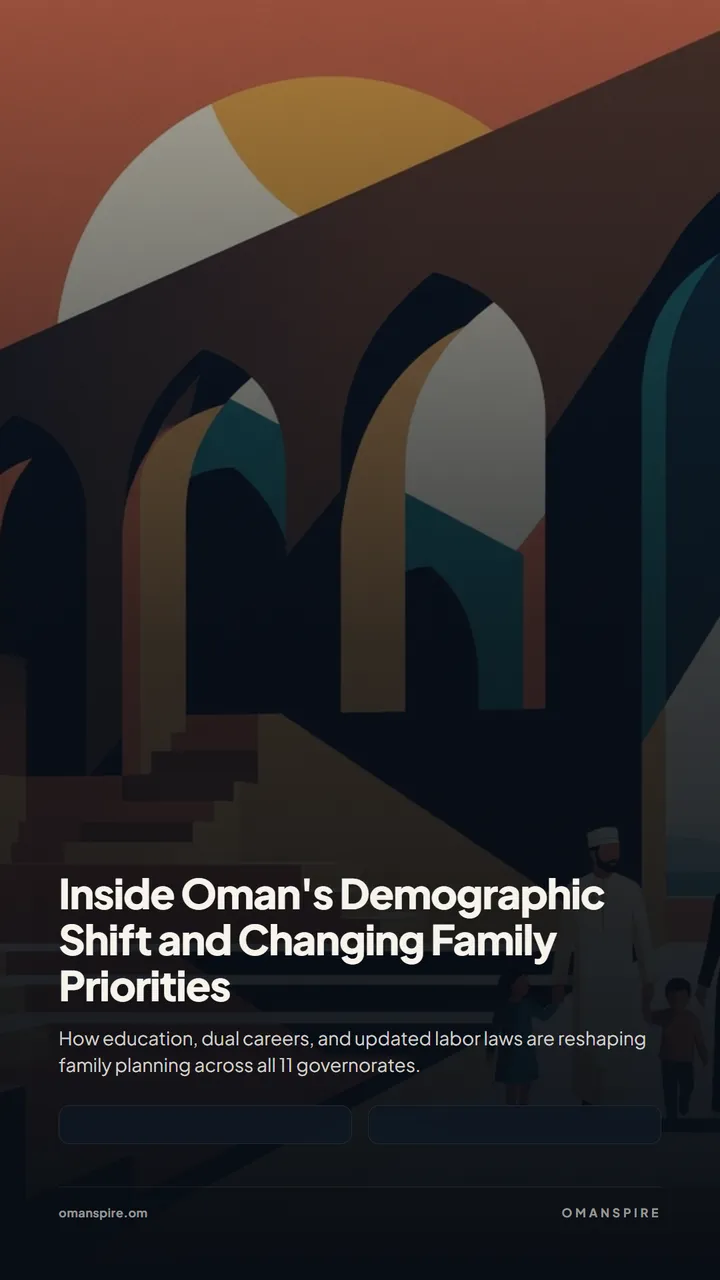 Inside Oman's Demographic
Shift and Changing Family
Priorities
How education, dual careers, and updated labor laws are reshaping
family planning across all 11 governorates.
omanspire.om
OMANSPIRE